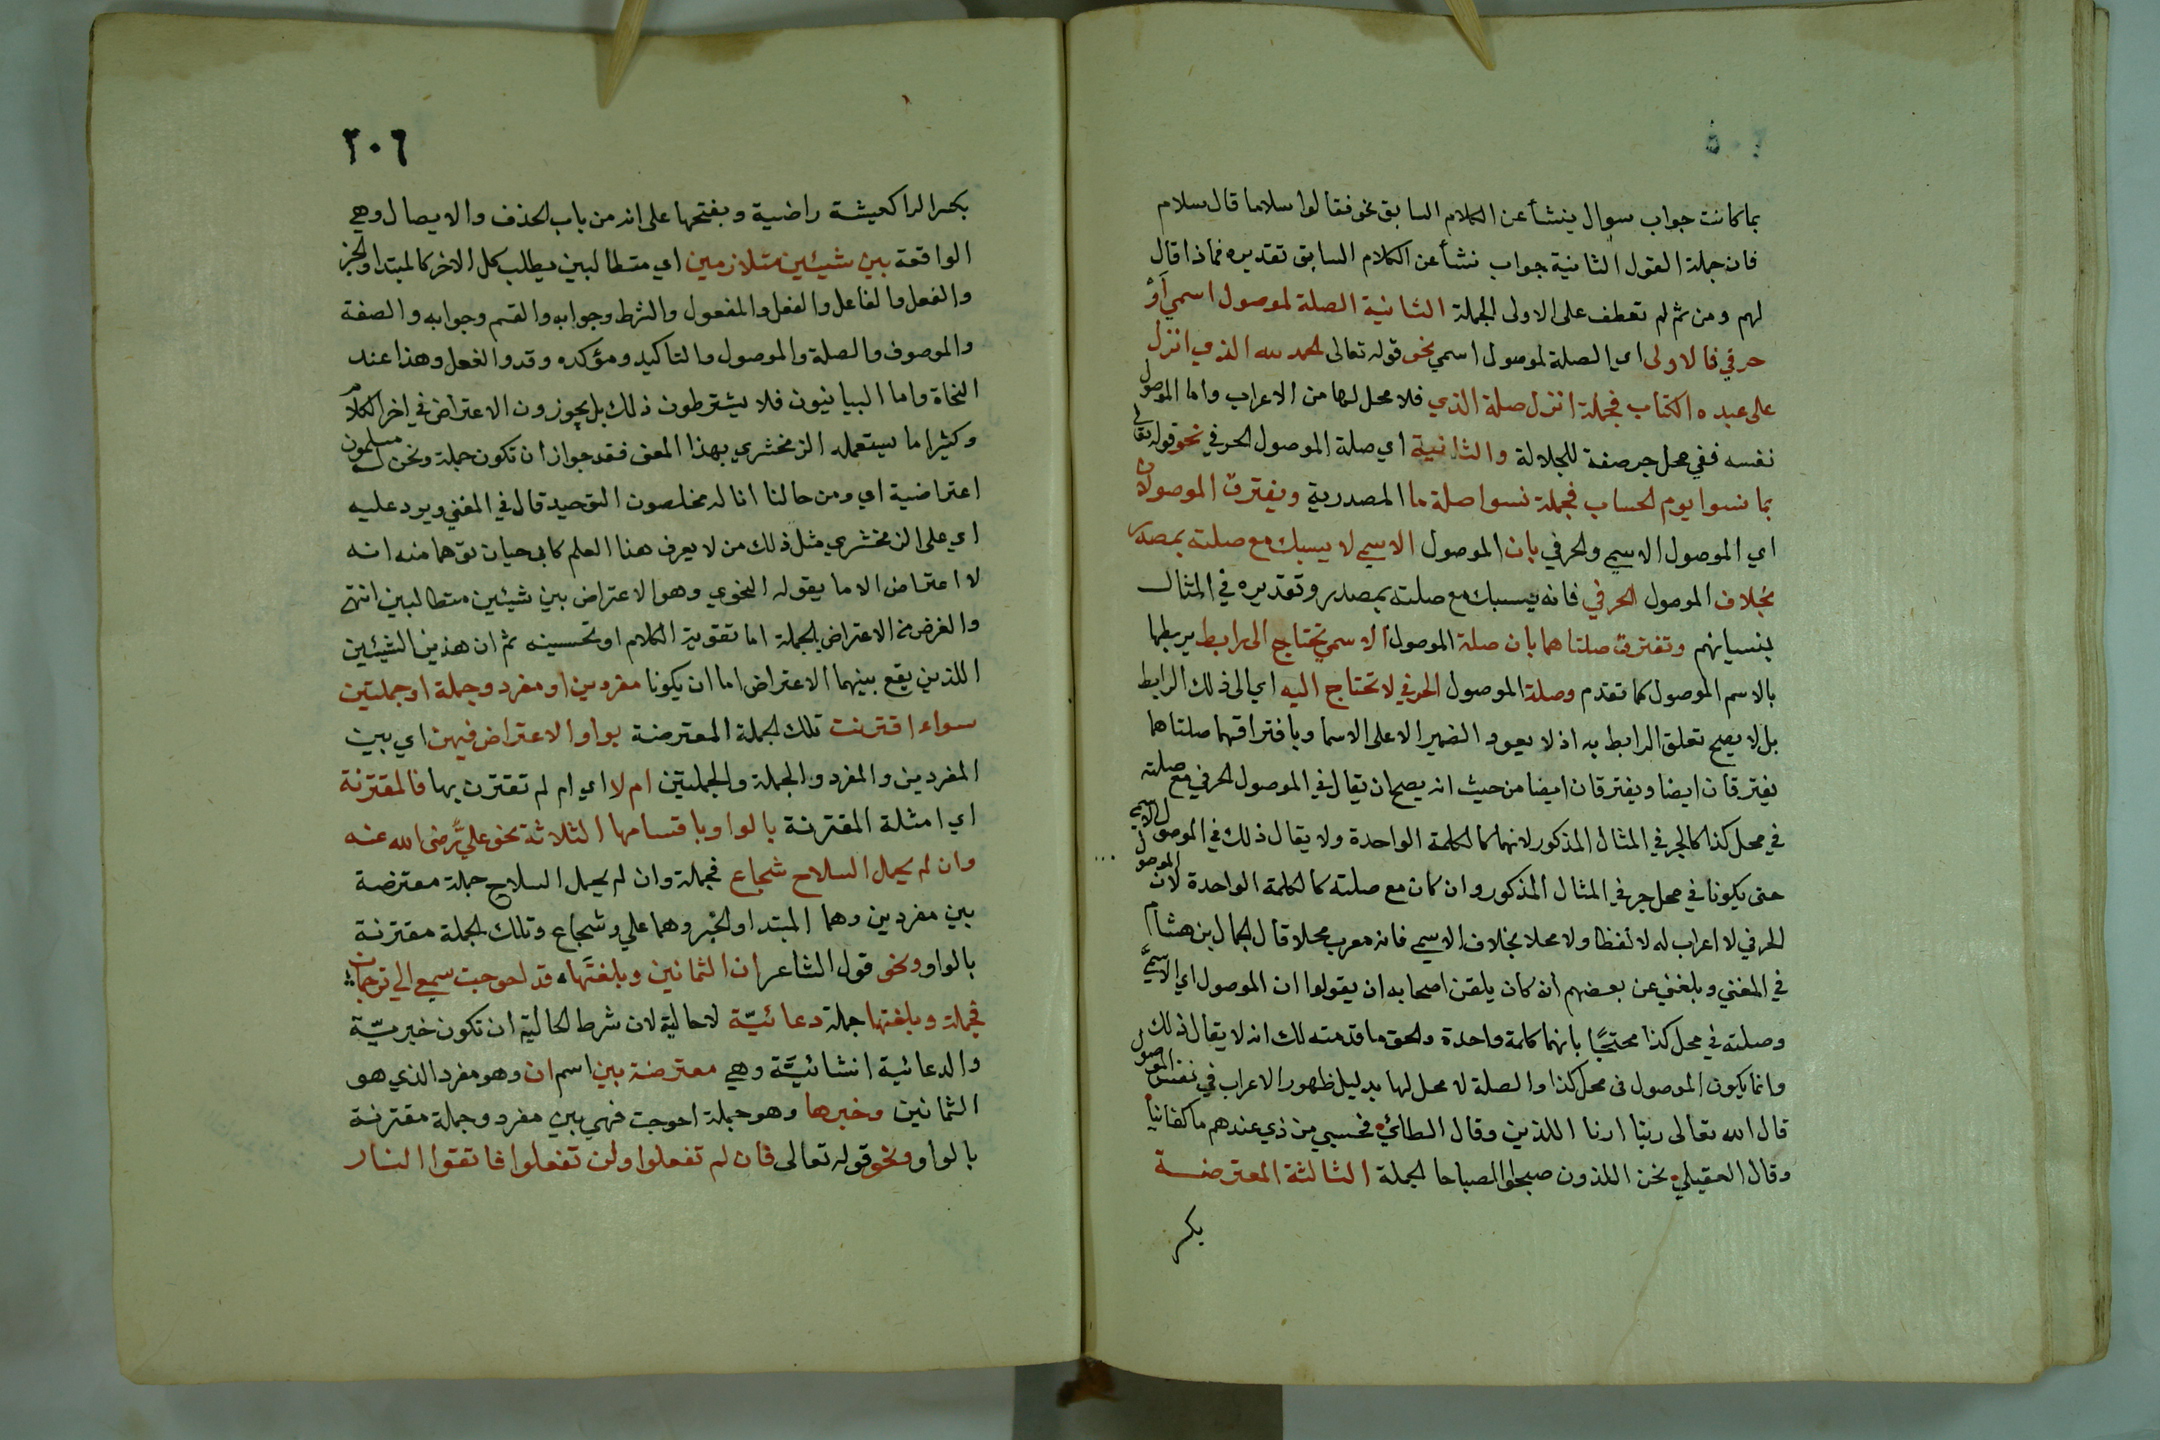 بما كانت جواب سوال ينشأ عن الكلام السابق نحو فقالوا سلاما قال سلام
فان جملة القول الثانية جواب نشأ عن الكلام السابق تقديره فماذا قال
لهم ومن ثم لم تعطف على الاولى الجملة الثانية الصلة لموصول اسمي أوْ
حرفي فالاولى اي الصلة لموصول اسمي نحو قوله تعالى الحمد لله الذي انزل
على عبده الكتاب فجملة انزل صلة الذي فلا محل لها من الاعراب واما الموصول
نفسه ففي محل جر صفة للجلالة والثانية اي صلة الموصول الحرفي نحو قوله تعالى
بما نسوا يوم الحساب فجملة نسوا صلة ما المصدرية ويفترق الموصولان
اي الموصول الاسمي والحرفي بان الموصول الاسمي لا يسبك مع صلته بمصدر
بخلاف الموصول الحرفي فانه يسبك مع صلته بمصدر وتقديره في المثال
بنسيانهم وتفترق صلتاهما بان صلة الموصول الاسمي تحتاج الى رابط يربطها
بالاسم الموصول كما تقدم وصلة الموصول الحرفي لا تحتاج اليه اي الى ذلك الرابط
بل لا يصح تعلق الرابط به اذ لا يعود الضمير الا على الاسما وبافتراقهما صلتاهما
يفترقان ايضا ويفترقان ايضا من حيث انه يصح ان يقال في الموصول الحرفي مع صلته
في محل كذا كالجر في المثال المذكور لانهما كالكلمة الواحدة ولا يقال ذلك في الموصول الاسمي
حتى يكونا في محل جر في المثال المذكور وان كان مع صلته كالكلمة الواحدة لان الموصول
الحرفي لا اعراب له لا لفظا ولا محلا بخلاف الاسمي فانه معرب محلا قال الجمال بن هشام
في المغني وبلغني عن بعضهم أنه كان يلقن اصحابه ان يقولوا ان الموصول اي الاسميَّ
وصلته في محل كذا محتجًا بانهما كلمة واحدة والحق ما قدمته لك انه لا يقال ذلك
وانما يكون الموصول في محل كذا والصلة لا محل لها بدليل ظهور الاعراب في نفس الموصول
قال الله تعالى ربنا ارنا اللذين وقال الطائي فحسبي من ذي عندهم ما كفانيا
وقال العقيلي نحن اللذون صبحوا الصباحا الجملة الثالثة المعترضة
بكسر
٢٠٦
بكسر الراء كعيشة راضية وبفتحها على انه من باب الحذف والايصال وهي
الواقعة بين شيئين متلازمين اي متطالبين يطلب كل الاخر كالمبتدا والخبر
والفعل والفاعل والفعل والمفعول والشرط وجوابه والقسم وجوابه والصفة
والموصوف والصلة والموصول والتاكيد ومؤكده وقد والفعل وهذا عند
النحاة واما البيانيون فلا يشترطون ذلك بل يجوزون الاعتراض في اخر الكلام
وكثيرا ما يستعمله الزمخشري بهذا المعنى فقد جوز ان تكون جملة ونحن له مسلمون
اعتراضية اي ومن حالنا انا له مخلصون التوحيد قال في المغني ويرد عليه
اي على الزمخشري مثل ذلك من لا يعرف هذا العلم كابي حيان توهما منه انه
لا اعتراض الا ما يقوله النحوي وهو الاعتراض بين شيئين متطالبين انتهى
والغرض من الاعتراض بالجملة اما تقوية الكلام او تحسينه ثم ان هذين الشيئين
اللذين يقع بينهما الاعتراض اما ان يكونا مفردين او مفرد وجملة او جملتين
سواء اقترنت تلك الجملة المعترضة بواو الاعتراض فيهن اي بين
المفردين والمفرد والجملة والجملتين ام لا اي ام لم تقترن بها فالمقترنة
اي امثلة المقترنة بالواو باقسامها الثلاثة نحو عليٌّ رضى الله عنه
وان لم يحمل السلاح شجاع فجملة وان لم يحمل السلاح جملة معترضة
بين مفردين وهما المبتدا والخبر وهما علي وشجاع وتلك الجملة مقترنة
بالواو ونحو قول الشاعر ان الثمانين وبلغتَها ه قد احوجت سمعي الى ترجمان
فجملة وبلغتها جملة دعائيّة لا حالية لان شرط الحالية ان تكون خبريّة
والدعائية انشائيَّة وهي معترضة بين اسم ان وهو مفرد الذي هو
الثمانين وخبرها وهو جملة احوجت فهي بين مفرد وجملة مقترنة
بالواو ونحو قوله تعالى فان لم تفعلوا ولن تفعلوا فاتقوا النار